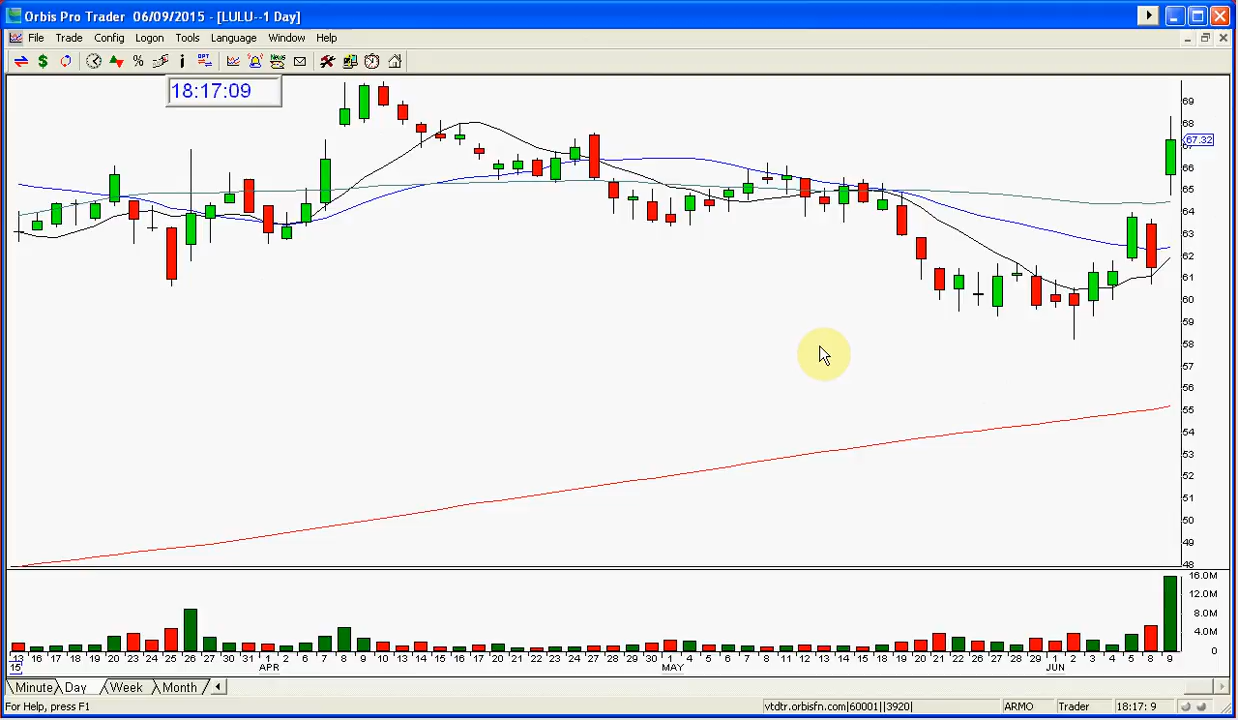 Orbis Pro Trader 06/09/2015 - [LULU--1 Day]
File Trade Config Logon Tools Language Window Help
$ % i OPT News
18:17:09
69
68
67.32
67
66
65
64
63
62
61
60
59
58
57
56
55
54
53
52
51
50
49
48
16.0M
12.0M
8.0M
4.0M
0
13 16 17 18 19 20 23 24 25 26 27 30 31 1 2 6 7 8 9 10 13 14 15 16 17 20 21 22 23 24 27 28 29 30 1 4 5 6 7 8 11 12 13 14 15 18 19 20 21 22 26 27 28 29 1 2 3 4 5 8 9
15 APR MAY JUN
Minute Day Week Month
For Help, press F1 vtdtr.orbisfn.com|60001||3920| ARMO Trader 18:17: 9